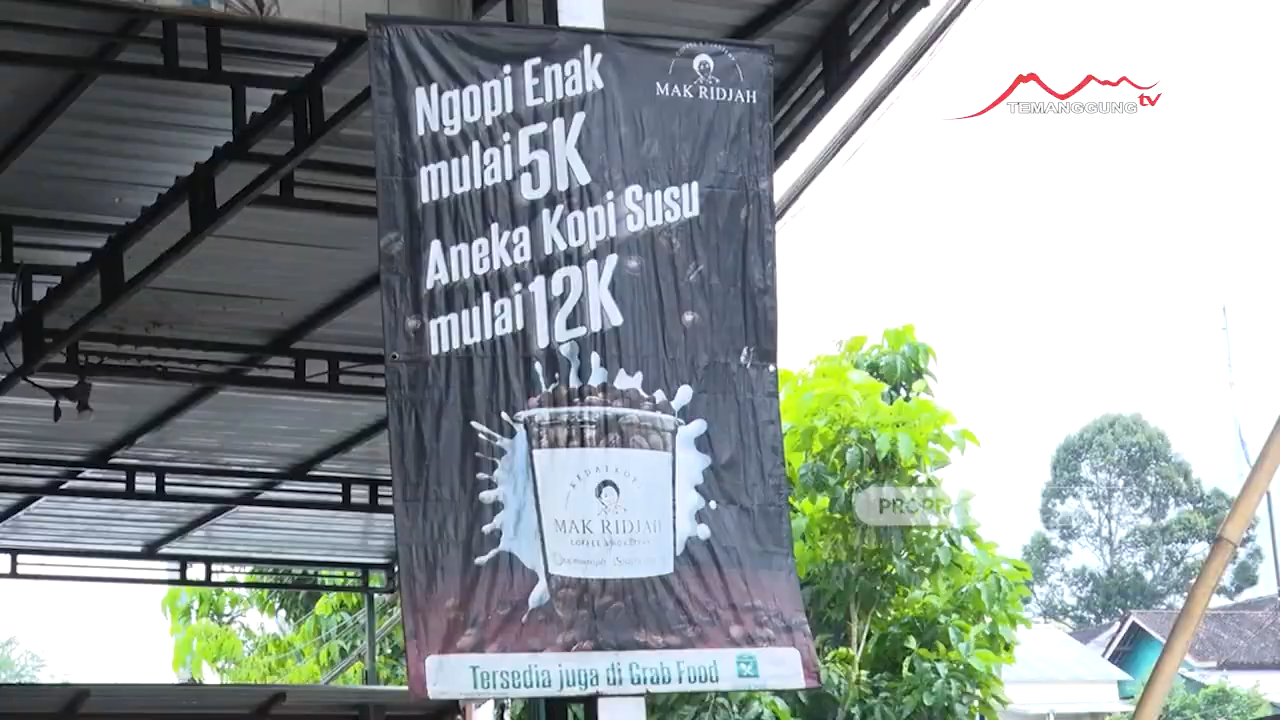 Ngopi Enak
mulai 5K
Aneka Kopi Susu
mulai 12K
MAK RIDJAH
TEMANGGUNG tv
PROP
MAK RIDJAH
Tersedia juga di Grab Food